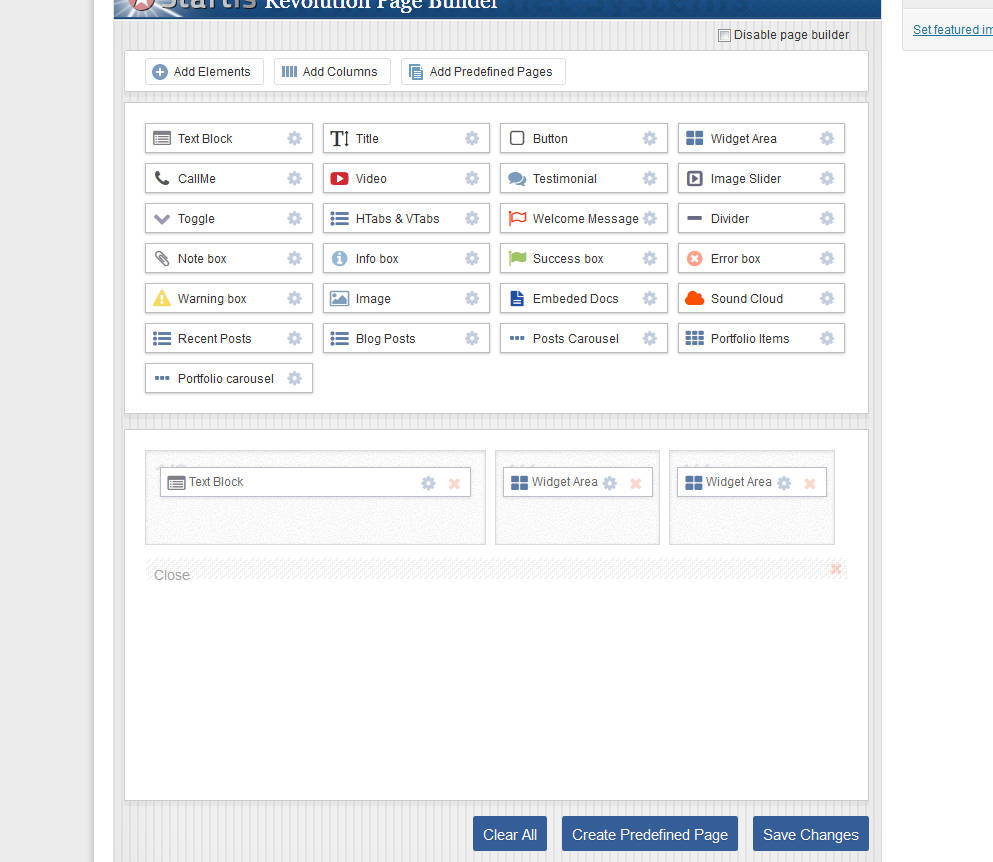 Startis Revolution Page Builder
Set featured im
Disable page builder
Add Elements Add Columns Add Predefined Pages
Text Block Title Button Widget Area
CallMe Video Testimonial Image Slider
Toggle HTabs & VTabs Welcome Message Divider
Note box Info box Success box Error box
Warning box Image Embeded Docs Sound Cloud
Recent Posts Blog Posts Posts Carousel Portfolio Items
Portfolio carousel
Text Block Widget Area Widget Area
Close
Clear All Create Predefined Page Save Changes